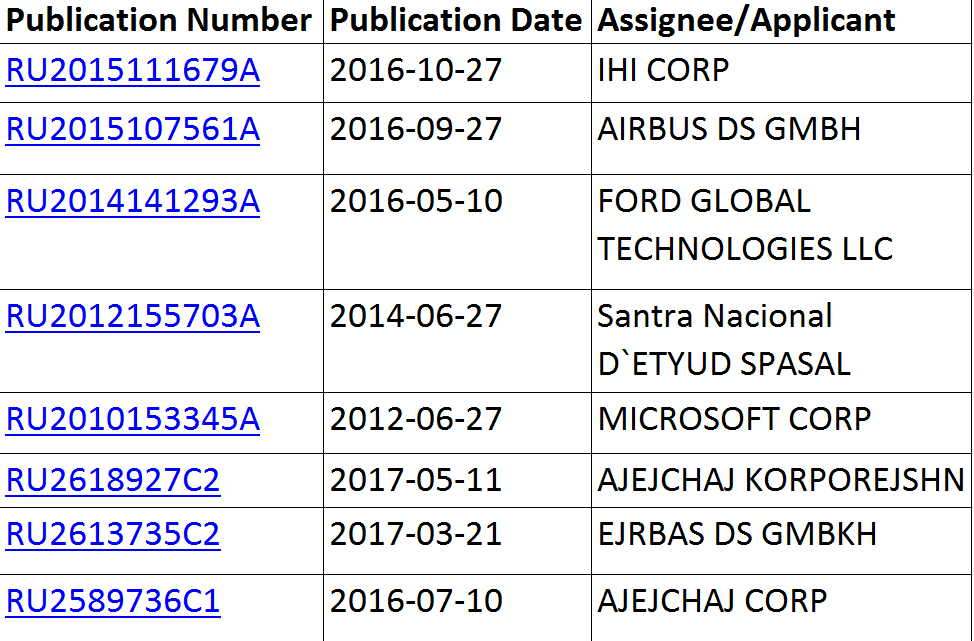 Publication Number Publication Date Assignee/Applicant
RU2015111679A 2016-10-27 IHI CORP
RU2015107561A 2016-09-27 AIRBUS DS GMBH
RU2014141293A 2016-05-10 FORD GLOBAL
TECHNOLOGIES LLC
RU2012155703A 2014-06-27 Santra Nacional
D`ETYUD SPASAL
RU2010153345A 2012-06-27 MICROSOFT CORP
RU2618927C2 2017-05-11 AJEJCHAJ KORPOREJSHN
RU2613735C2 2017-03-21 EJRBAS DS GMBKH
RU2589736C1 2016-07-10 AJEJCHAJ CORP